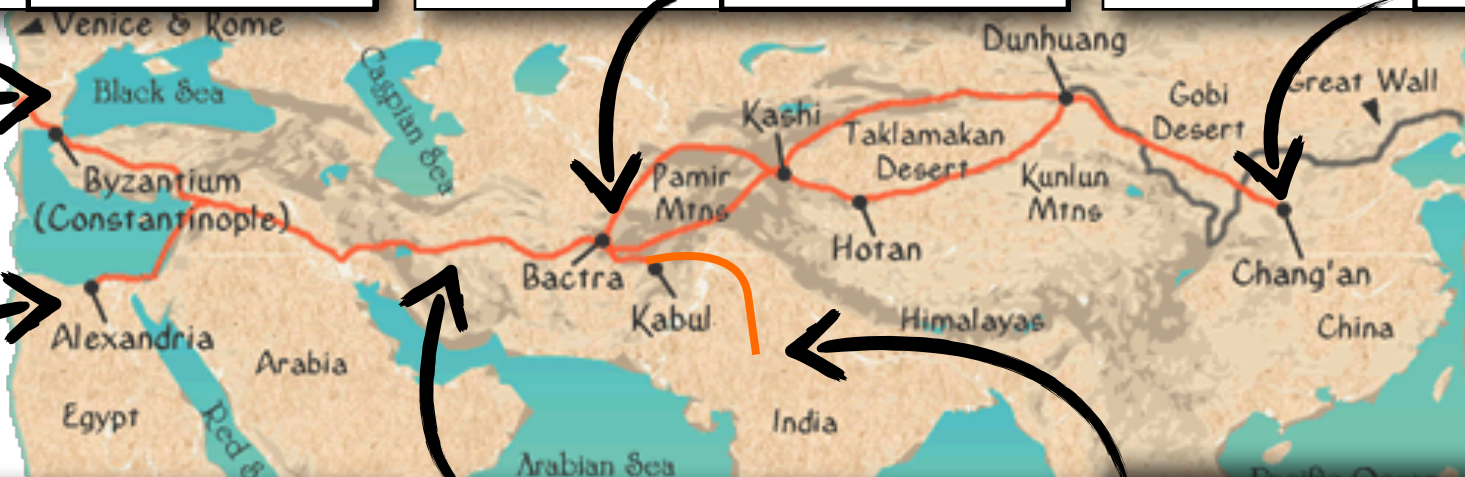 Venice & Rome
Dunhuang
Black Sea
Caspian Sea
Great Wall
Gobi
Desert
Kashi
Taklamakan
Desert
Byzantium
(Constantinople)
Pamir
Mtns
Kunlun
Mtns
Hotan
Bactra
Chang'an
Kabul
Himalayas
Alexandria
China
Arabia
Egypt
India
Red S
Arabian Sea